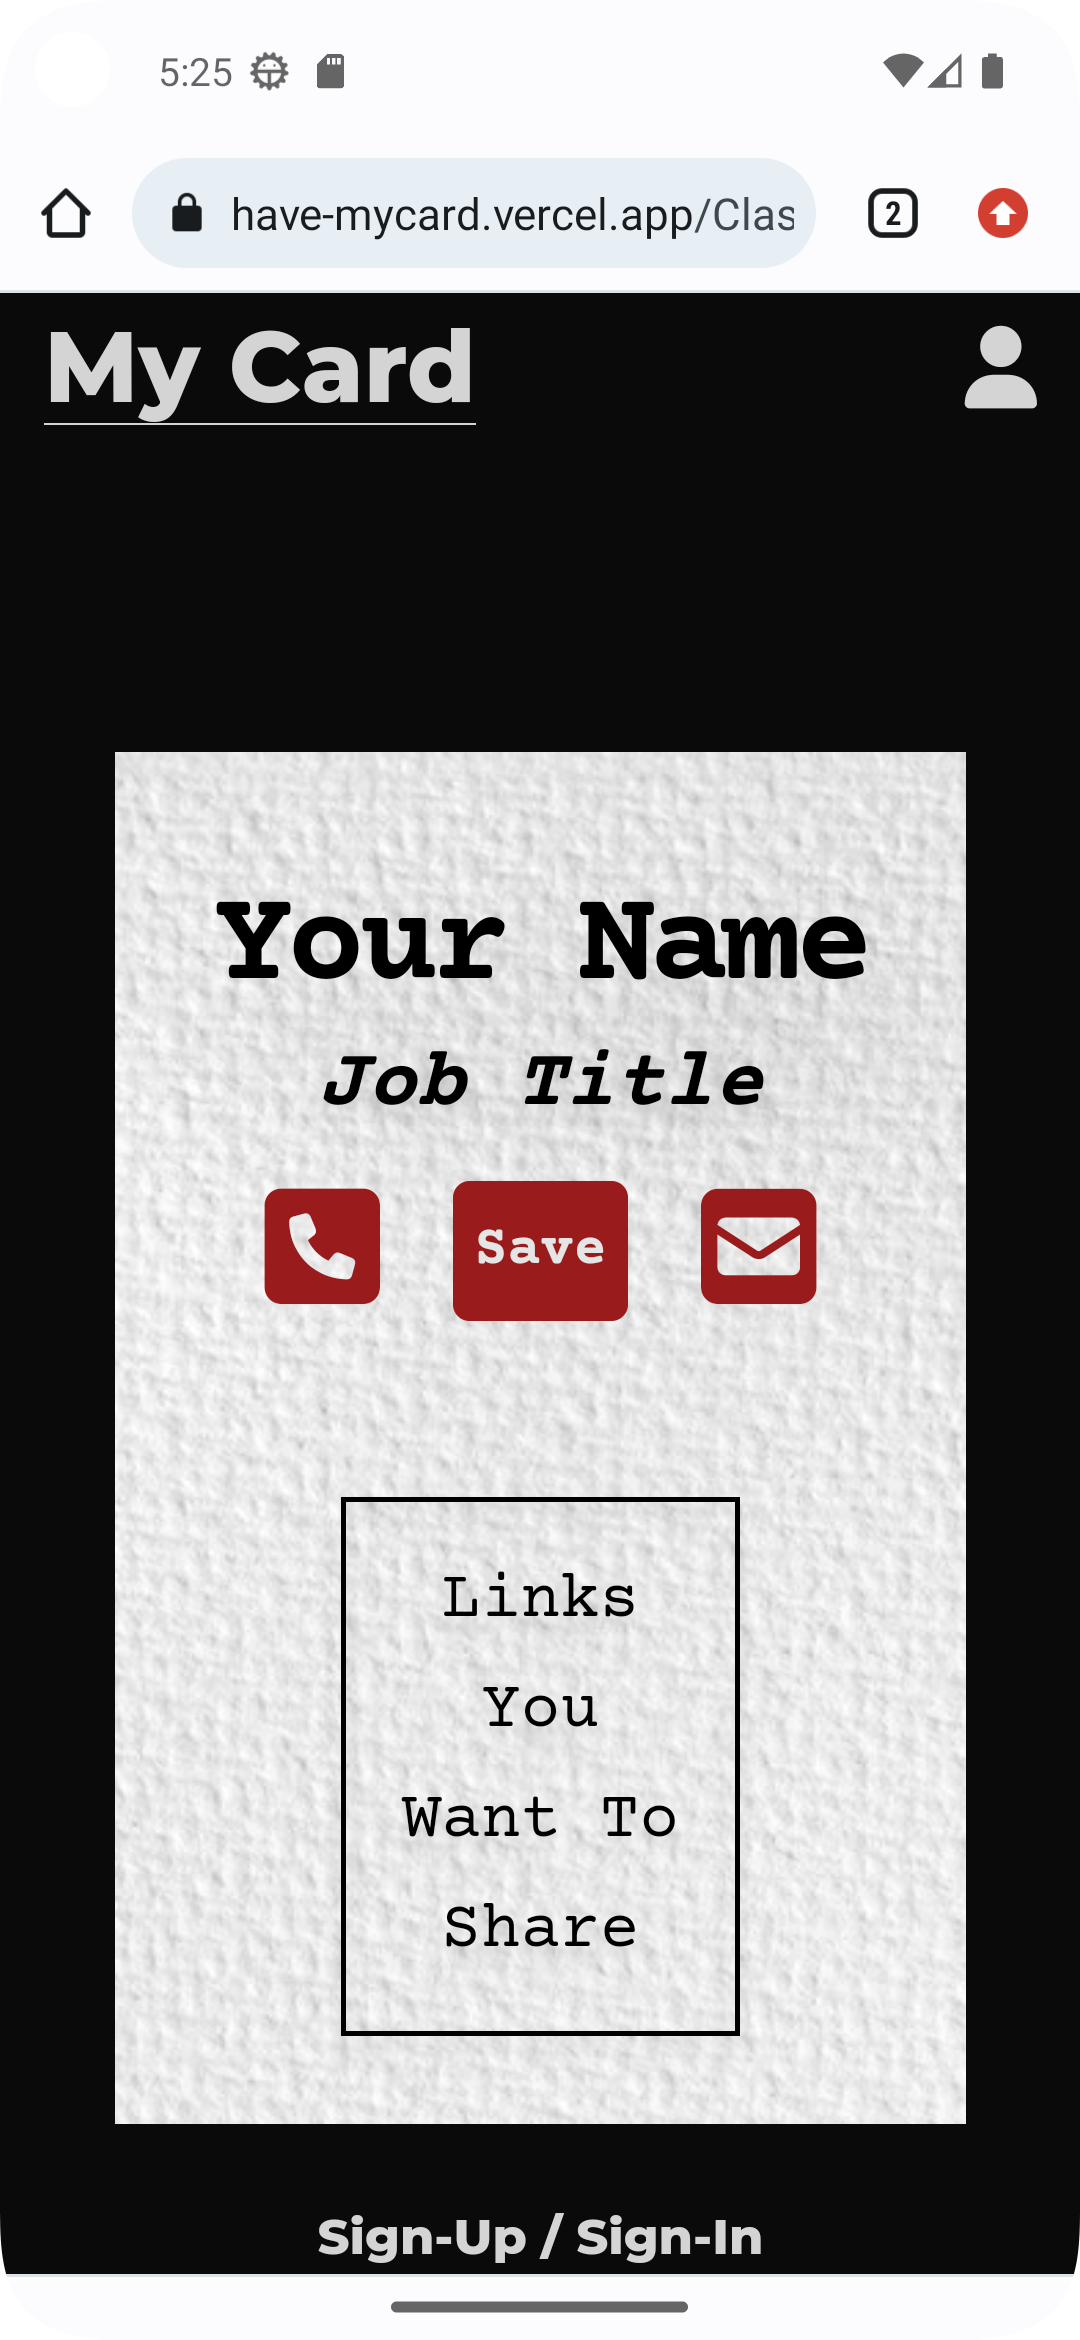 5:25
have-mycard.vercel.app/Clas
2
My Card
Your Name
Job Title
Save
Links
You
Want To
Share
Sign-Up / Sign-In